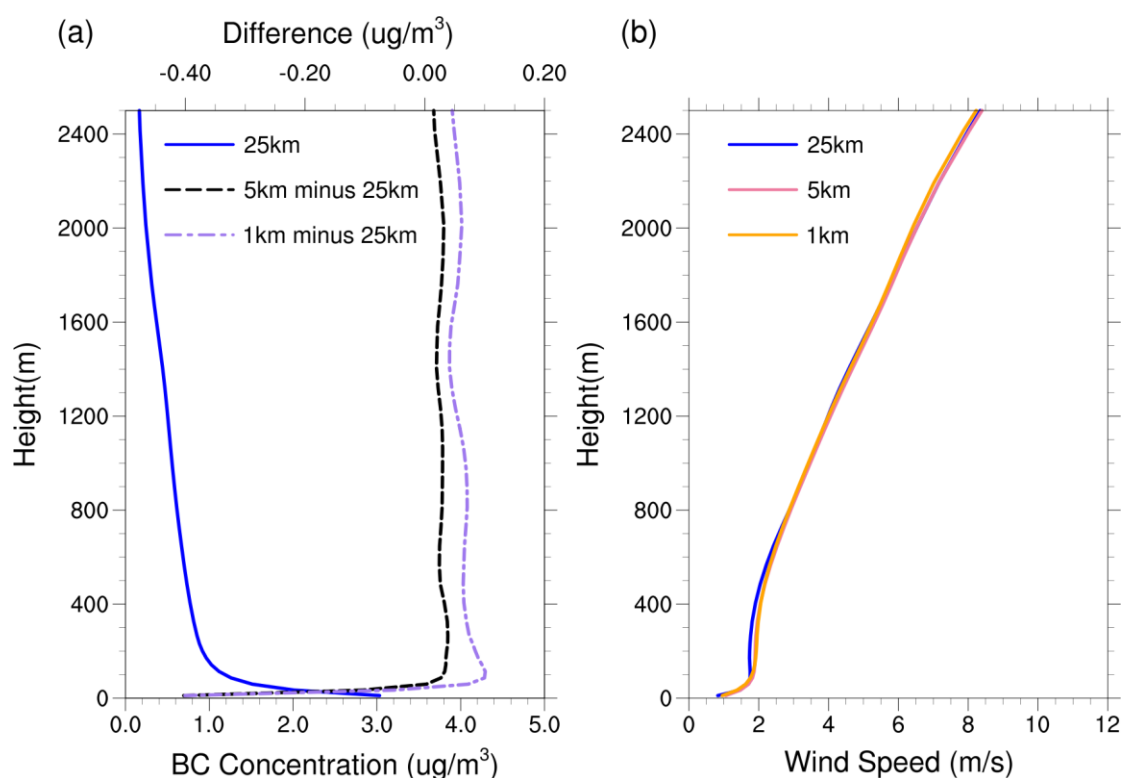 (a)
Difference (ug/m³)
-0.40 -0.20 0.00 0.20
25km
5km minus 25km
1km minus 25km
2400
2000
1600
1200
800
400
0
Height(m)
0.0 1.0 2.0 3.0 4.0 5.0
BC Concentration (ug/m³)
(b)
25km
5km
1km
2400
2000
1600
1200
800
400
0
Height(m)
0 2 4 6 8 10 12
Wind Speed (m/s)